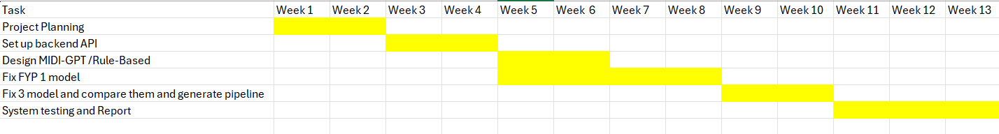 Task Week 1 Week 2 Week 3 Week 4 Week 5 Week 6 Week 7 Week 8 Week 9 Week 10 Week 11 Week 12 Week 13
Project Planning
Set up backend API
Design MIDI-GPT /Rule-Based
Fix FYP 1 model
Fix 3 model and compare them and generate pipeline
System testing and Report